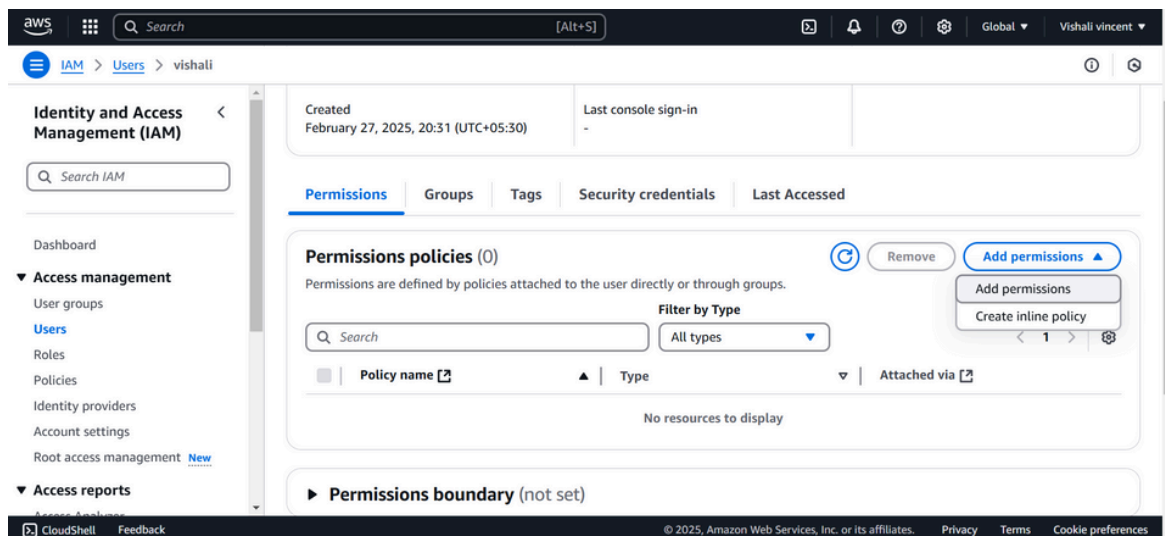 aws
Search [Alt+S]
Global
Vishali vincent
IAM > Users > vishali
Identity and Access
Management (IAM)
Search IAM
Dashboard
Access management
User groups
Users
Roles
Policies
Identity providers
Account settings
Root access management New
Access reports
Created
February 27, 2025, 20:31 (UTC+05:30)
Last console sign-in
-
Permissions
Groups
Tags
Security credentials
Last Accessed
Permissions policies (0)
Remove
Add permissions
Permissions are defined by policies attached to the user directly or through groups.
Add permissions
Create inline policy
Filter by Type
Search
All types
< 1 >
Policy name
Type
Attached via
No resources to display
Permissions boundary (not set)
CloudShell
Feedback
© 2025, Amazon Web Services, Inc. or its affiliates.
Privacy
Terms
Cookie preferences